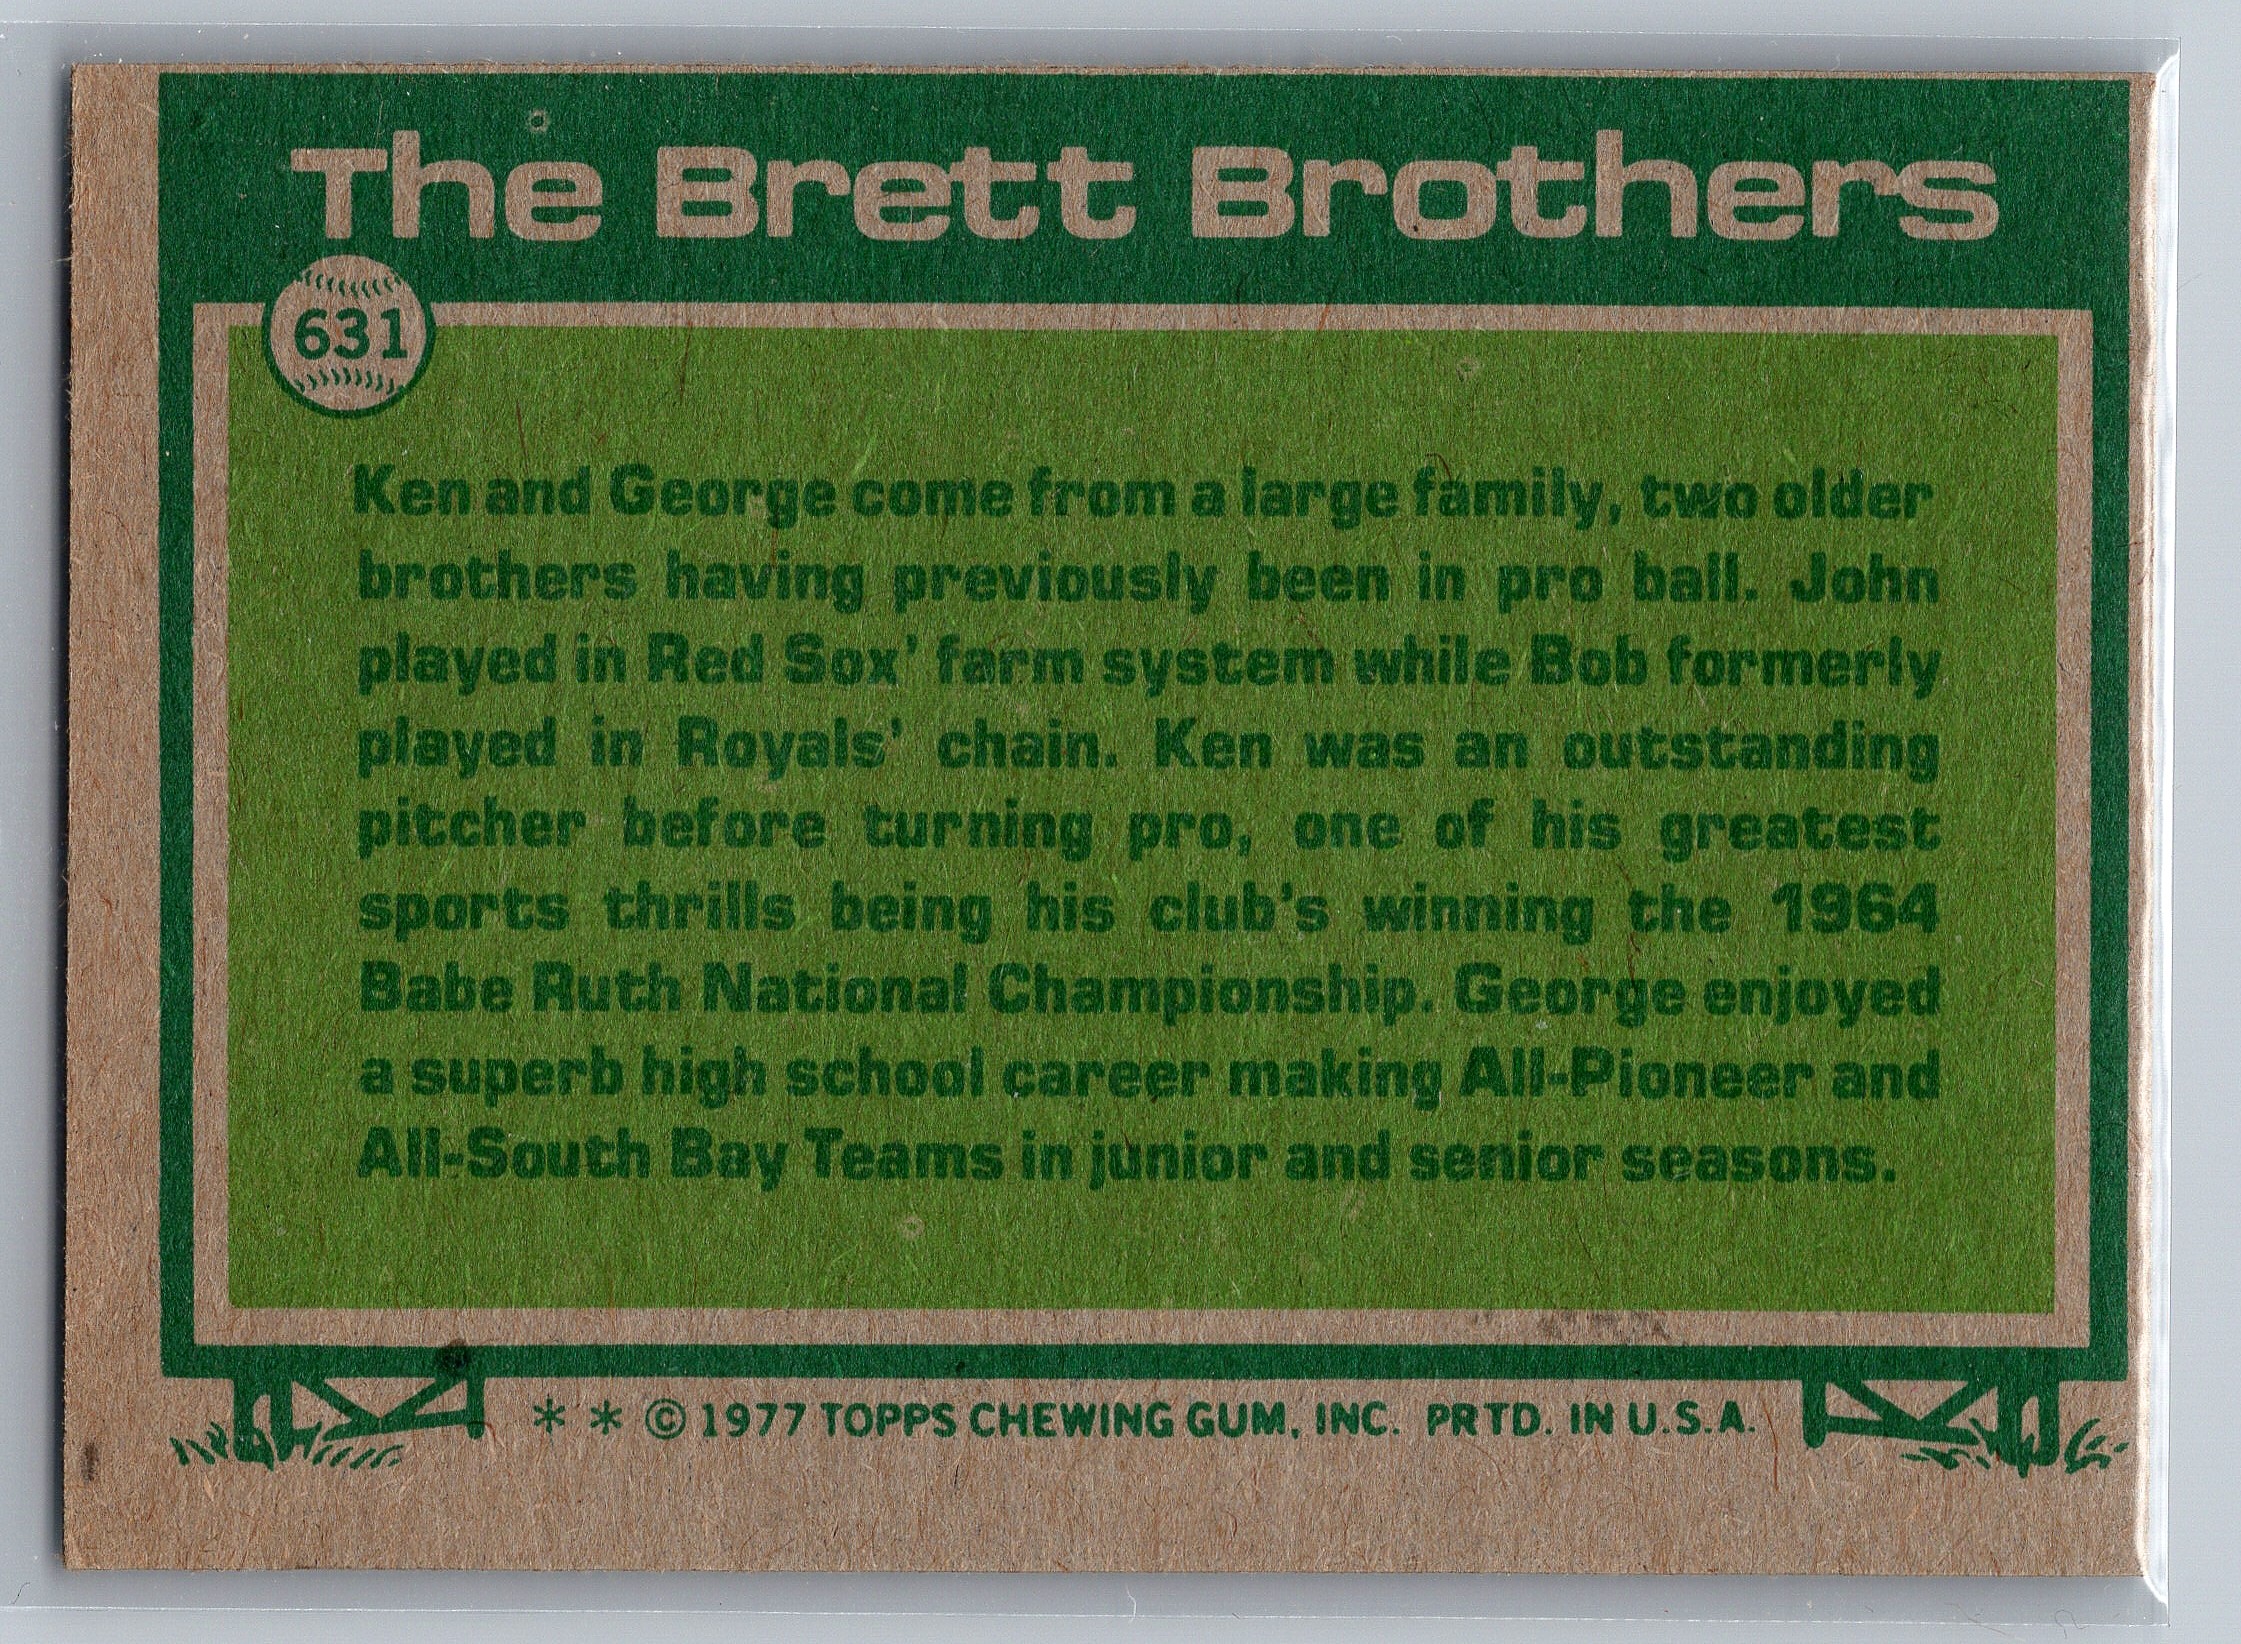 The Brett Brothers
631
Ken and George come from a large family, two older
brothers having previously been in pro ball. John
played in Red Sox' farm system while Bob formerly
played in Royals' chain. Ken was an outstanding
pitcher before turning pro, one of his greatest
sports thrills being his club's winning the 1964
Babe Ruth National Championship. George enjoyed
a superb high school career making All-Pioneer and
All-South Bay Teams in junior and senior seasons.
* * © 1977 TOPPS CHEWING GUM, INC. PRTD. IN U.S.A.